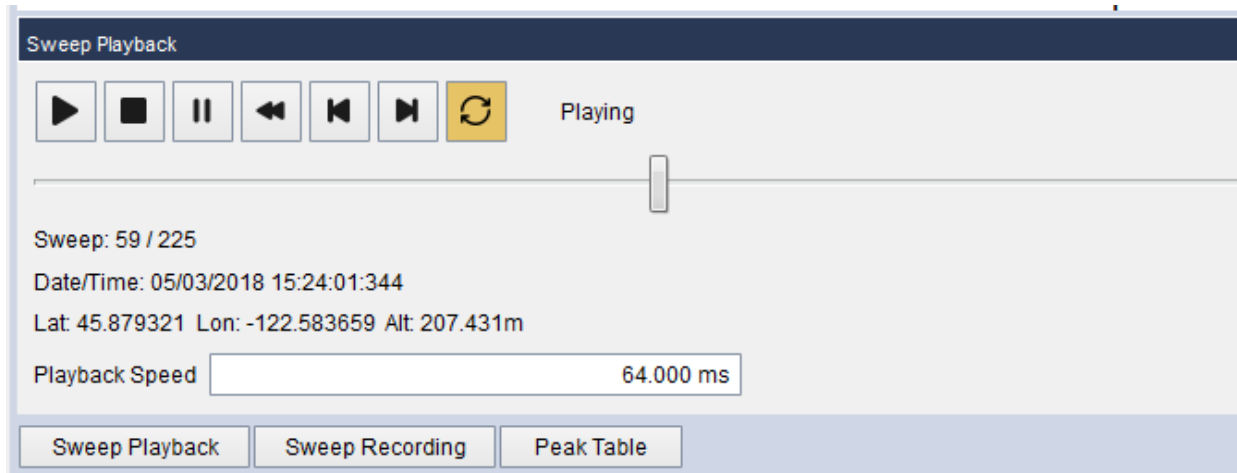 Sweep Playback
Playing
Sweep: 59 / 225
Date/Time: 05/03/2018 15:24:01:344
Lat: 45.879321 Lon: -122.583659 Alt: 207.431m
Playback Speed 64.000 ms
Sweep Playback Sweep Recording Peak Table